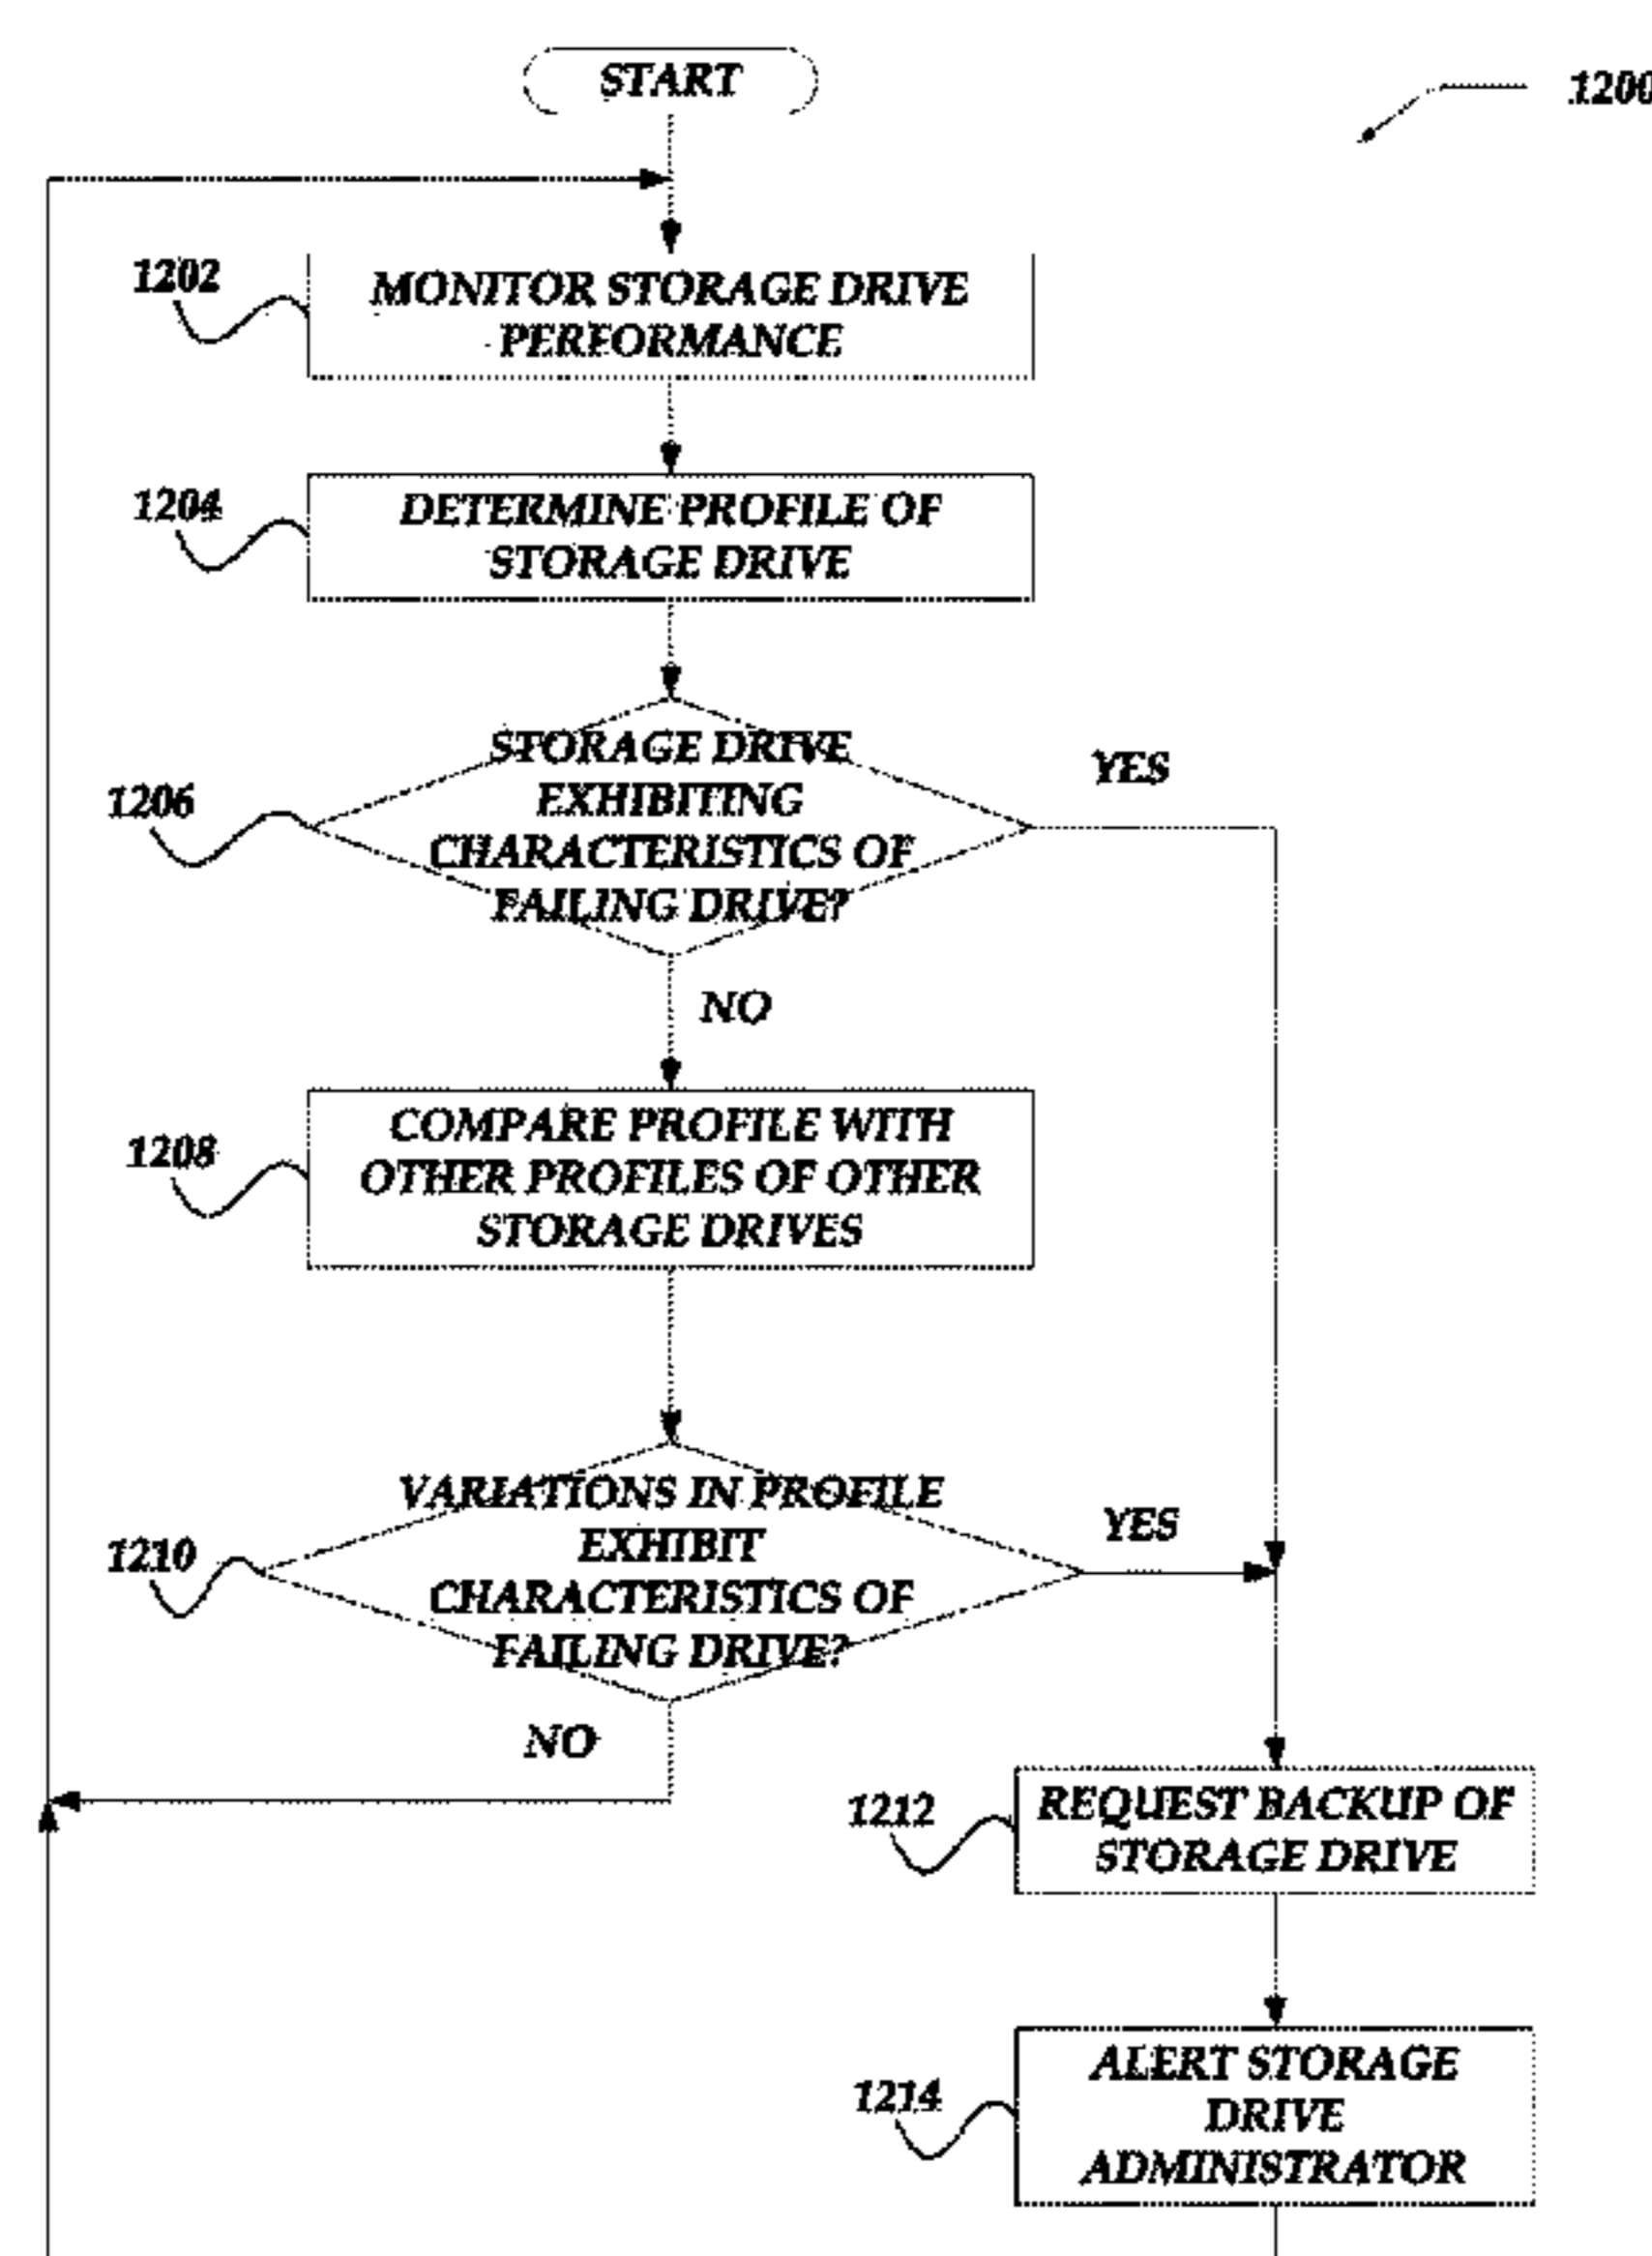 START
1200
1202
MONITOR STORAGE DRIVE
PERFORMANCE
1204
DETERMINE PROFILE OF
STORAGE DRIVE
1206
STORAGE DRIVE
EXHIBITING
CHARACTERISTICS OF
FAILING DRIVE?
YES
NO
1208
COMPARE PROFILE WITH
OTHER PROFILES OF OTHER
STORAGE DRIVES
1210
VARIATIONS IN PROFILE
EXHIBIT
CHARACTERISTICS OF
FAILING DRIVE?
YES
NO
1212
REQUEST BACKUP OF
STORAGE DRIVE
1214
ALERT STORAGE
DRIVE
ADMINISTRATOR